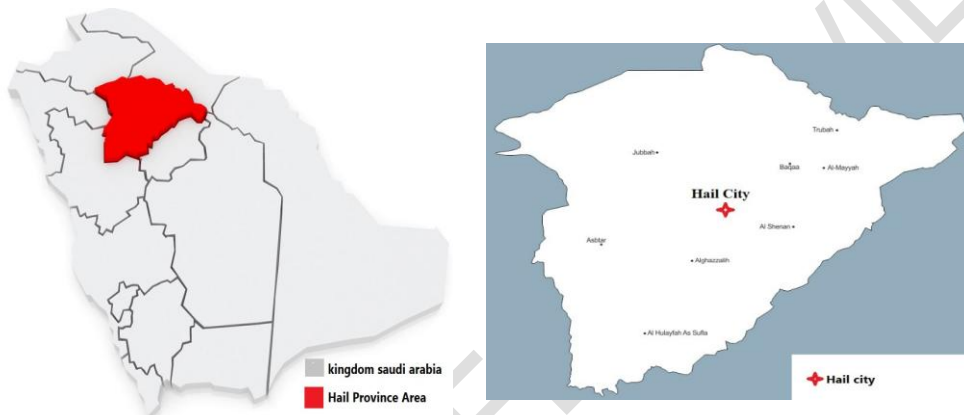 kingdom saudi arabia
Hail Province Area
Trubah
Jubbah
Baqaa
Al-Mayyah
Hail City
Al Shenan
Asbtar
Alghazzalih
Al Hulayfah As Sufla
Hail city